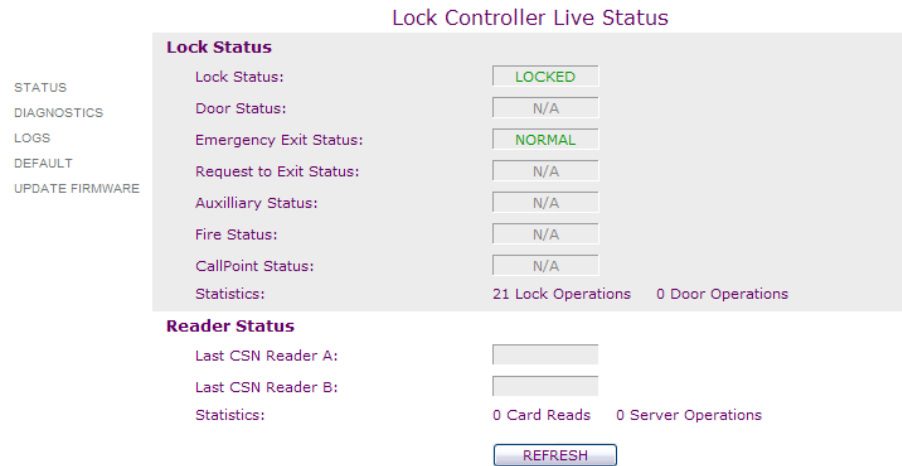 Lock Controller Live Status
STATUS
DIAGNOSTICS
LOGS
DEFAULT
UPDATE FIRMWARE
Lock Status
Lock Status: LOCKED
Door Status: N/A
Emergency Exit Status: NORMAL
Request to Exit Status: N/A
Auxilliary Status: N/A
Fire Status: N/A
CallPoint Status: N/A
Statistics: 21 Lock Operations 0 Door Operations
Reader Status
Last CSN Reader A:
Last CSN Reader B:
Statistics: 0 Card Reads 0 Server Operations
REFRESH